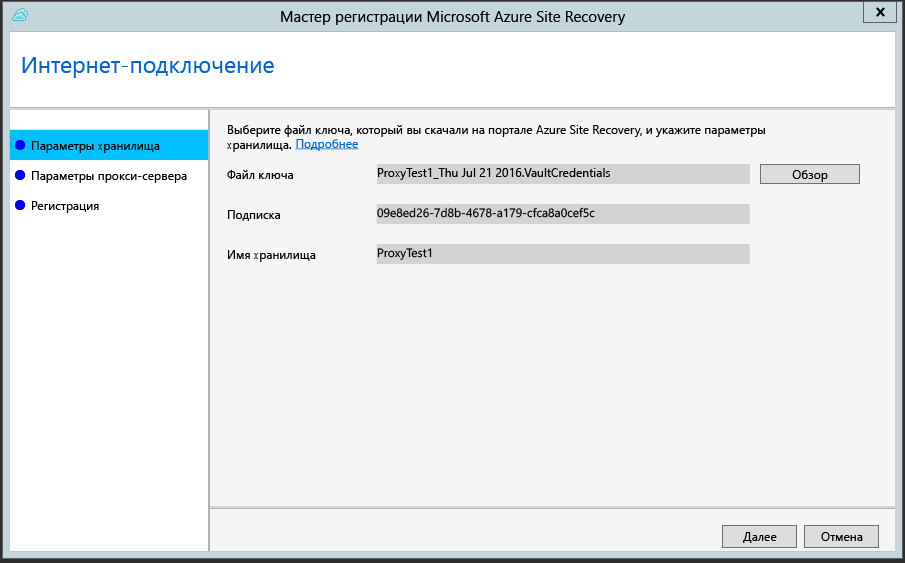 Мастер регистрации Microsoft Azure Site Recovery
Интернет-подключение
Параметры хранилища
Параметры прокси-сервера
Регистрация
Выберите файл ключа, который вы скачали на портале Azure Site Recovery, и укажите параметры
хранилища. Подробнее
Файл ключа
ProxyTest1_Thu Jul 21 2016.VaultCredentials
Обзор
Подписка
09e8ed26-7d8b-4678-a179-cfca8a0cef5c
Имя хранилища
ProxyTest1
Далее
Отмена